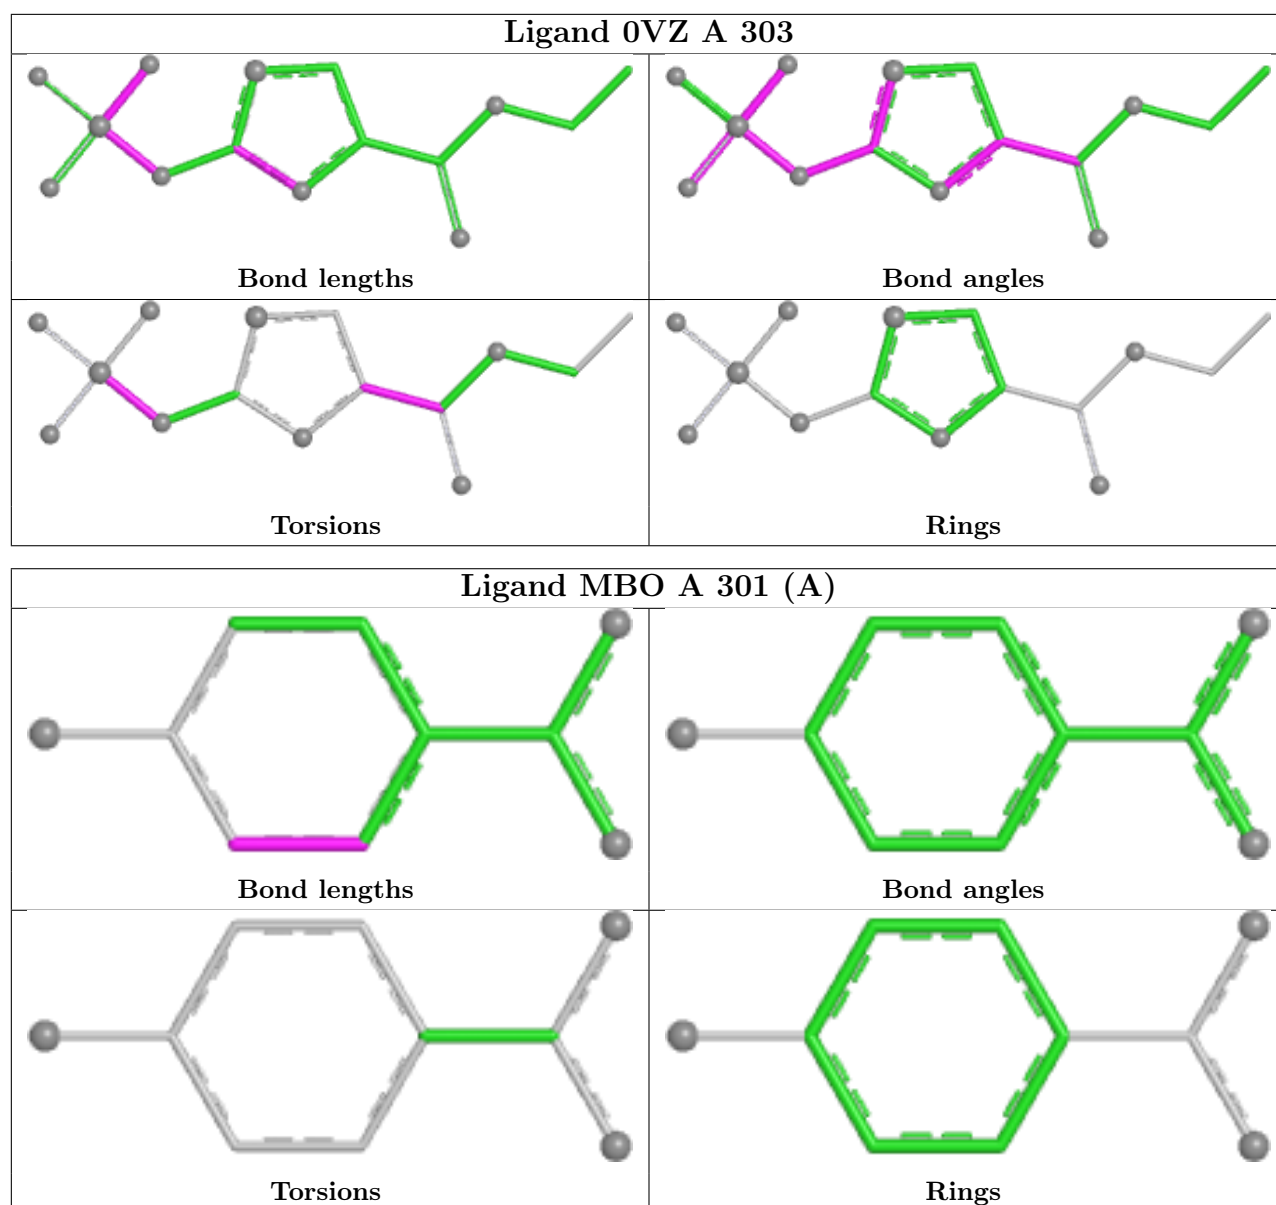 Ligand 0VZ A 303
Bond lengths
Bond angles
Torsions
Rings
Ligand MBO A 301 (A)
Bond lengths
Bond angles
Torsions
Rings